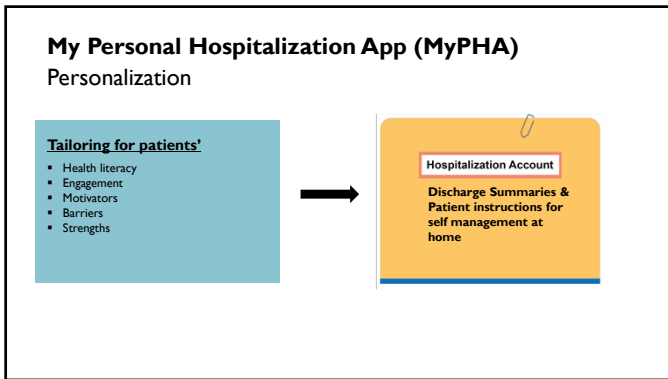 My Personal Hospitalization App (MyPHA)
Personalization
Tailoring for patients'
▪ Health literacy
▪ Engagement
▪ Motivators
▪ Barriers
▪ Strengths
Hospitalization Account
Discharge Summaries &
Patient instructions for
self management at
home